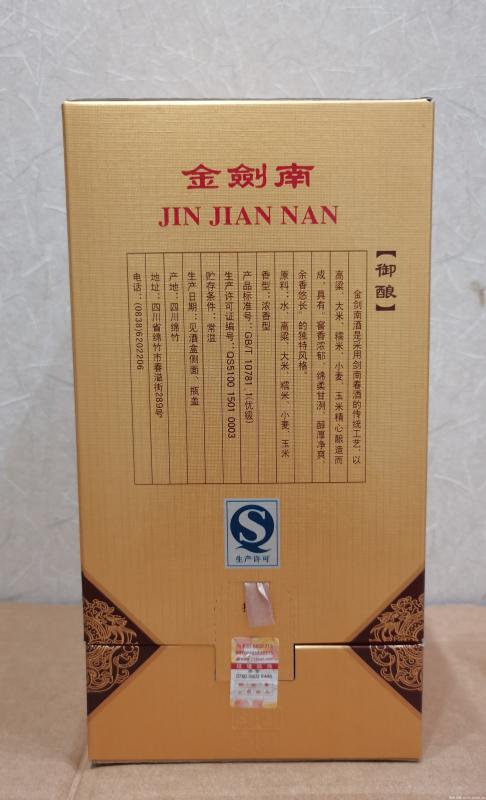 金劍南
JIN JIAN NAN
【御酿】
金剑南酒是采用剑南春酒的传统工艺，以
高粱、大米、糯米、小麦、玉米精心酿造而
成，具有：窖香浓郁、绵柔甘洌、醇厚净爽、
余香悠长 的独特风格。
原料：水、高粱、大米、糯米、小麦、玉米
香型：浓香型
产品标准号：GB/T 10781.1(优级)
生产许可证编号：QS5100 1501 0003
贮存条件：常温
生产日期：见酒盒侧面、瓶盖
产地：四川绵竹
地址：四川省绵竹市春溢街289号
电话：(0838)6202206
生产许可